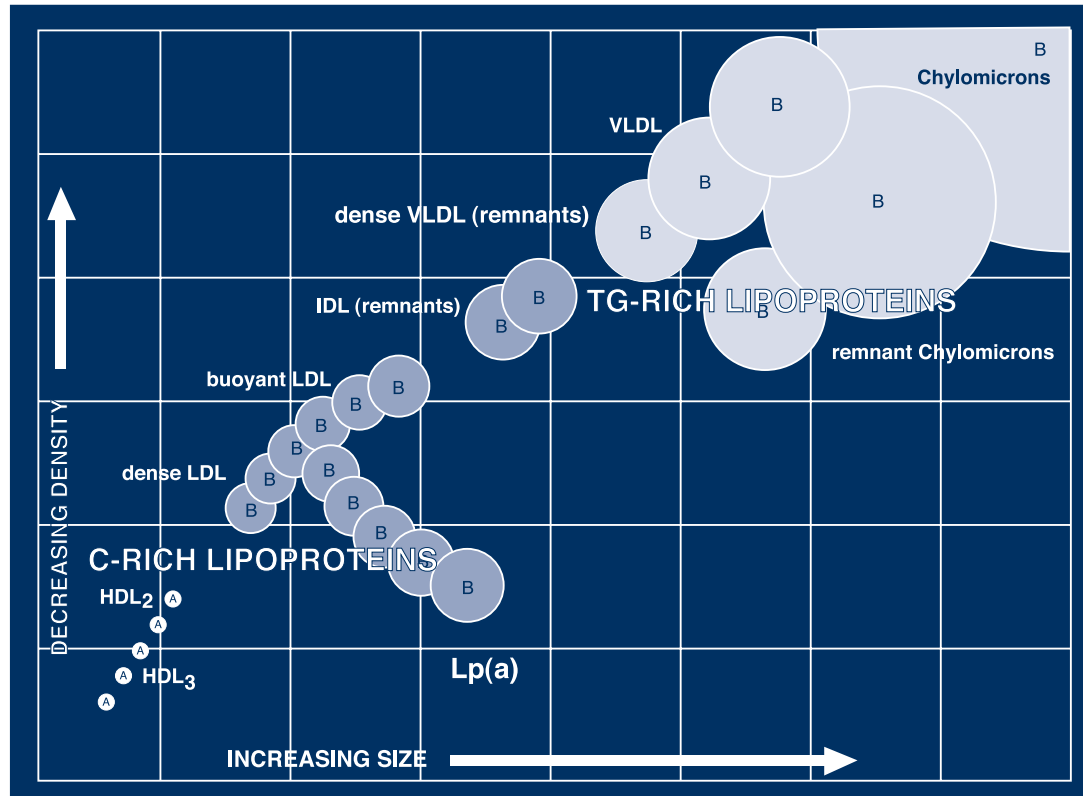 B
Chylomicrons
B
VLDL
B
B
dense VLDL (remnants)
B
B
IDL (remnants)
B
TG-RICH LIPOPROTEINS
B
B
remnant Chylomicrons
buoyant LDL
B
B
B
B
B
dense LDL
B
B
B
B
C-RICH LIPOPROTEINS
B
HDL2
A
A
A
HDL3
A
A
Lp(a)
DECREASING DENSITY
INCREASING SIZE